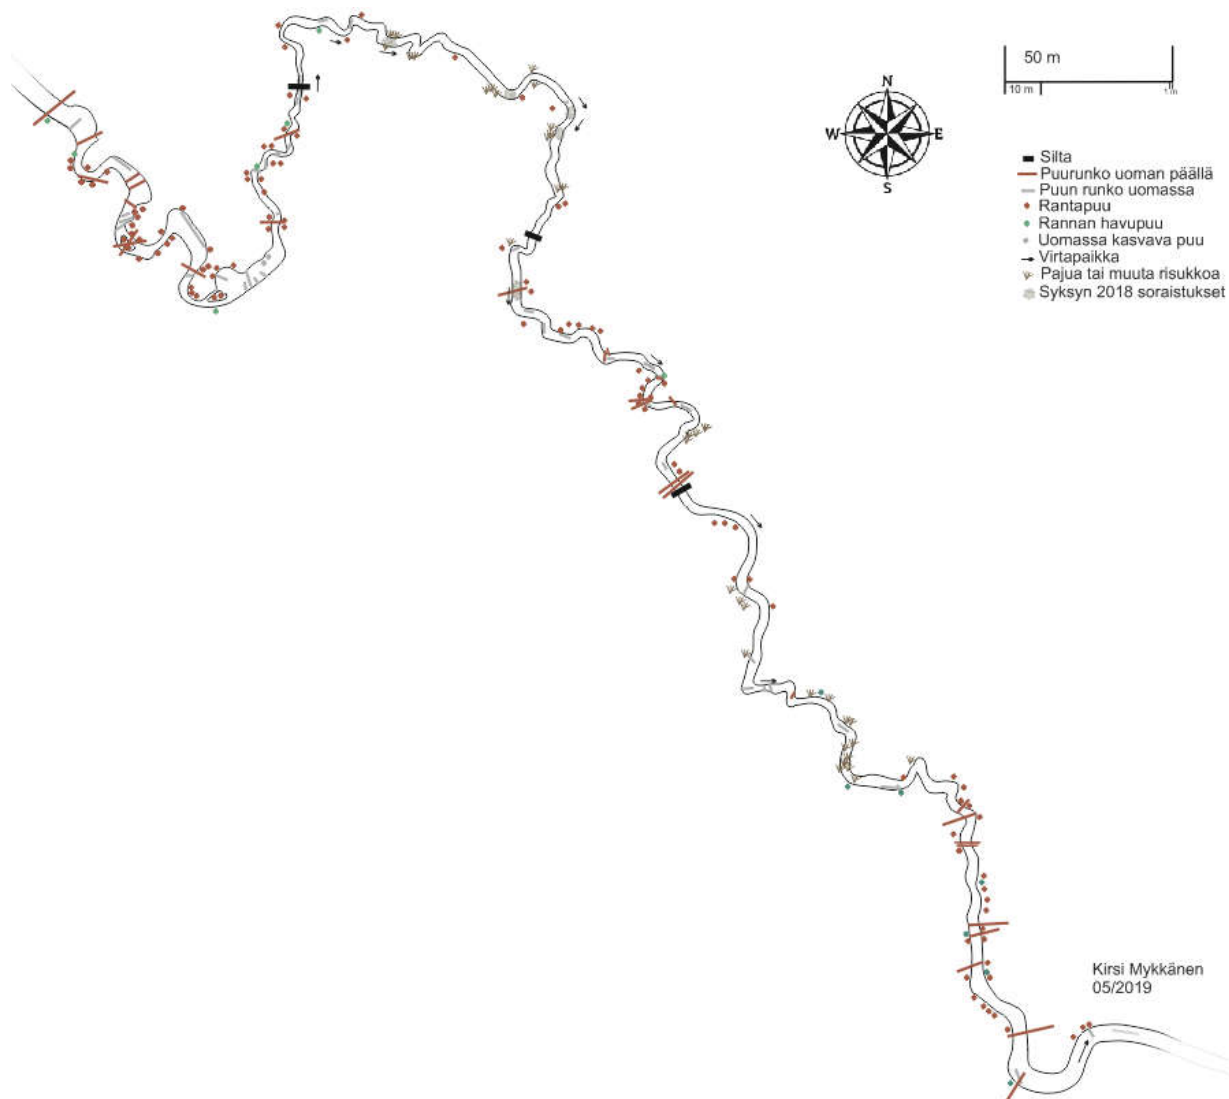 50 m
10 m
1 m
N
W
E
S
Silta
Puurunko uoman päällä
Puun runko uomassa
Rantapuu
Rannan havupuu
Uomassa kasvava puu
Virtapaikka
Pajua tai muuta risukkoa
Syksyn 2018 soraistukset
Kirsi Mykkänen
05/2019